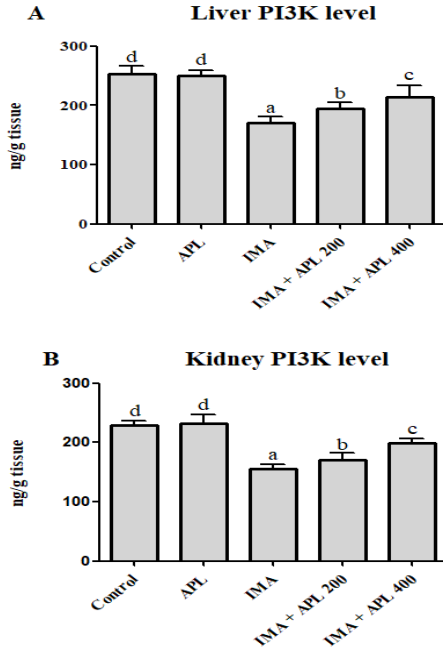 A Liver PI3K level
300
200
100
0
ng/g tissue
d d a b c
Control APL IMA IMA + APL 200 IMA + APL 400
B Kidney PI3K level
300
200
100
0
ng/g tissue
d d a b c
Control APL IMA IMA + APL 200 IMA + APL 400